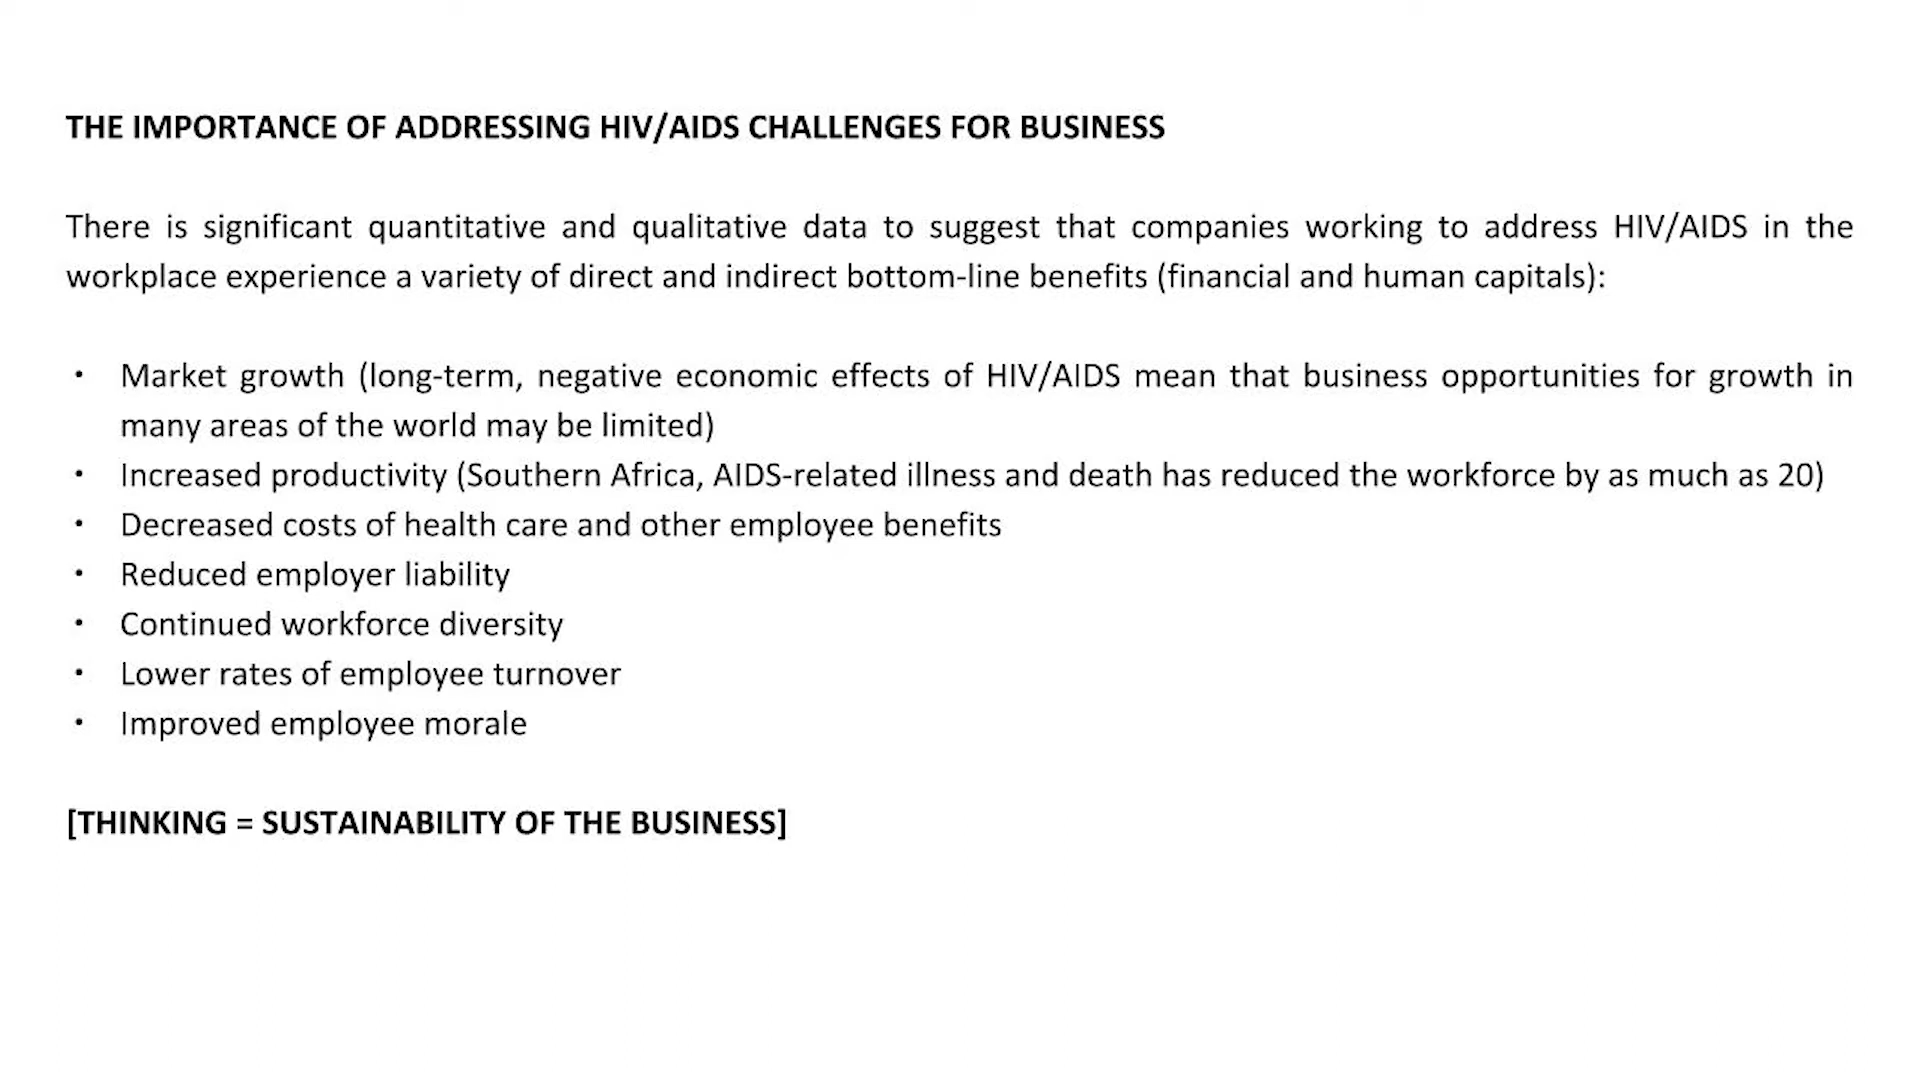 THE IMPORTANCE OF ADDRESSING HIV/AIDS CHALLENGES FOR BUSINESS
There is significant quantitative and qualitative data to suggest that companies working to address HIV/AIDS in the
workplace experience a variety of direct and indirect bottom-line benefits (financial and human capitals):
• Market growth (long-term, negative economic effects of HIV/AIDS mean that business opportunities for growth in
many areas of the world may be limited)
• Increased productivity (Southern Africa, AIDS-related illness and death has reduced the workforce by as much as 20)
• Decreased costs of health care and other employee benefits
• Reduced employer liability
• Continued workforce diversity
• Lower rates of employee turnover
• Improved employee morale
[THINKING = SUSTAINABILITY OF THE BUSINESS]